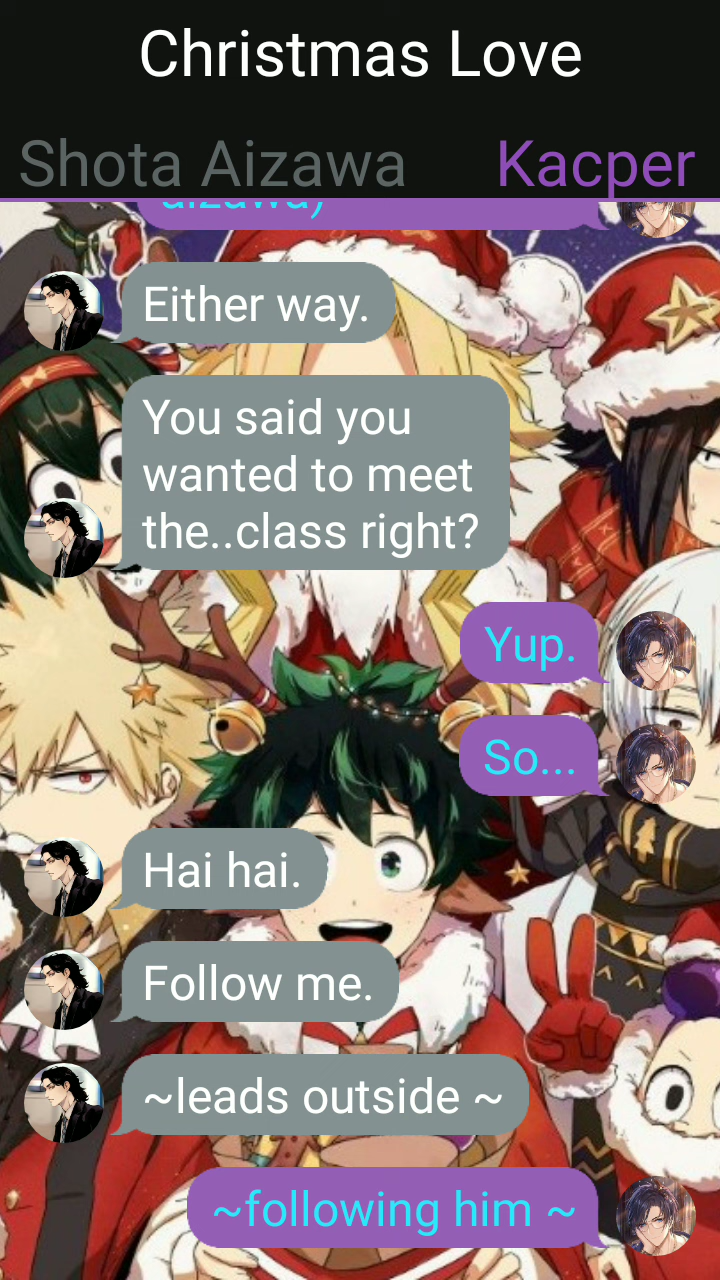 Christmas Love
Shota Aizawa
Kacper
aizawa)
Either way.
You said you
wanted to meet
the..class right?
Yup.
So...
Hai hai.
Follow me.
~leads outside ~
~following him ~